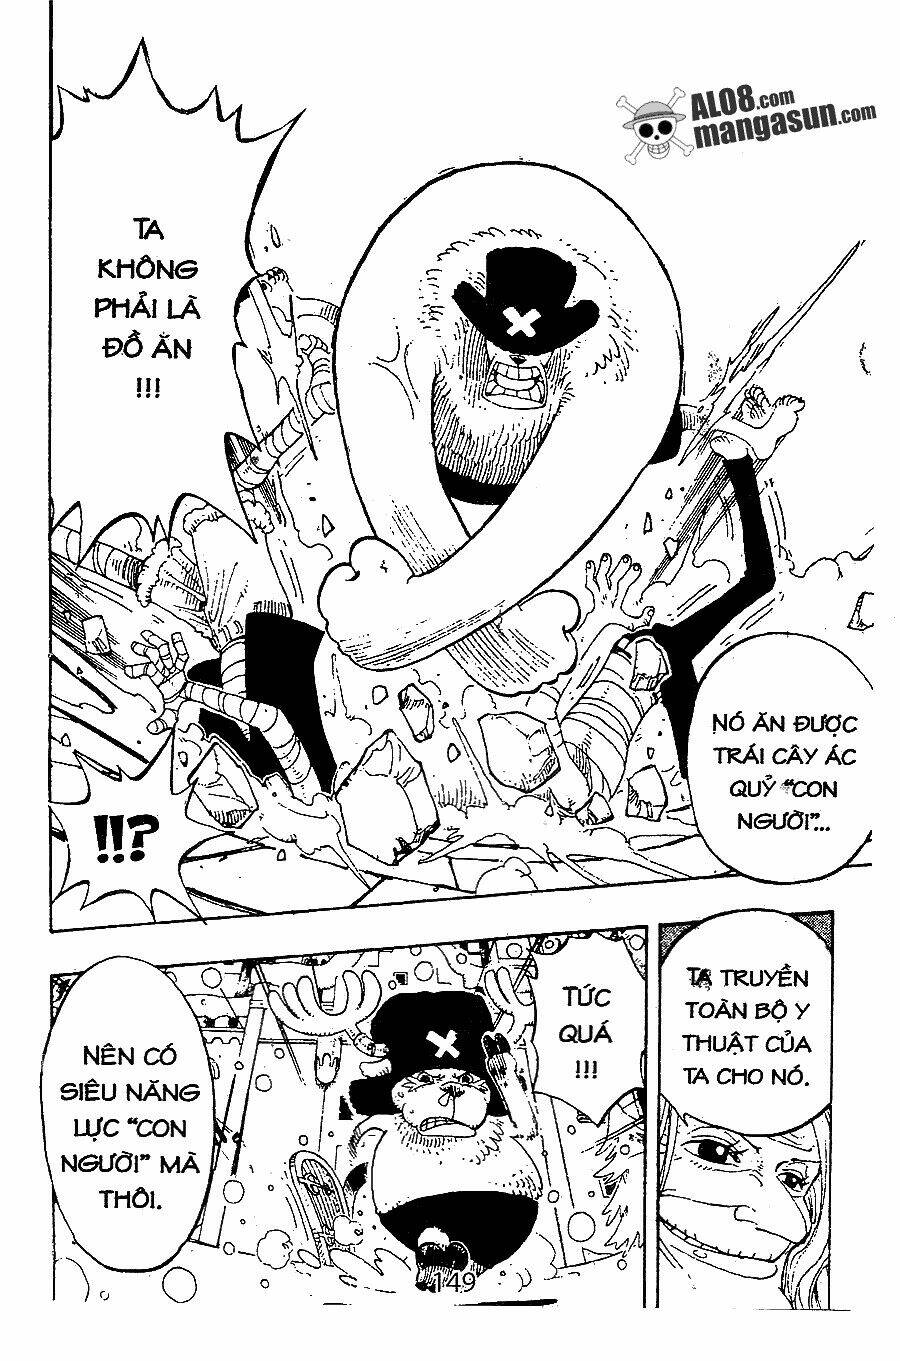 AL08.com
mangasun.com
TA
KHÔNG
PHẢI LÀ
ĐỒ ĂN
!!!
NÓ ĂN ĐƯỢC
TRÁI CÂY ÁC
QUỶ “CON
NGƯỜI”...
!!?
TA TRUYỀN
TOÀN BỘ Y
THUẬT CỦA
TA CHO NÓ.
TỨC
QUÁ
!!!
NÊN CÓ
SIÊU NĂNG
LỰC “CON
NGƯỜI” MÀ
THÔI.
149